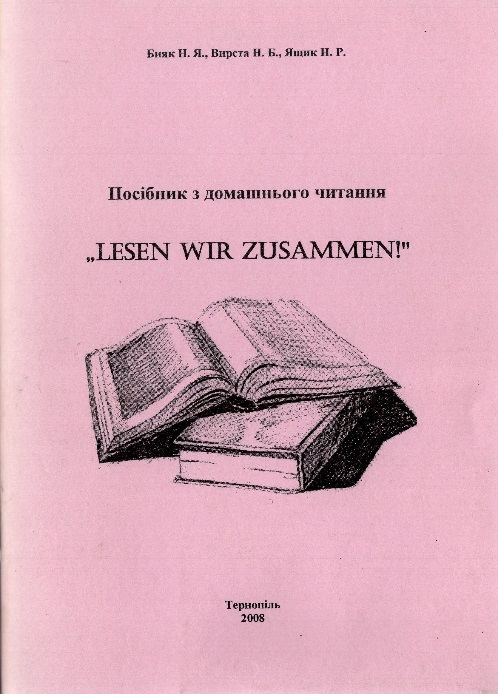 Бияк Н. Я., Вирста Н. Б., Ящик Н. Р.
Посібник з домашнього читання
„LESEN WIR ZUSAMMEN!"
Тернопіль
2008